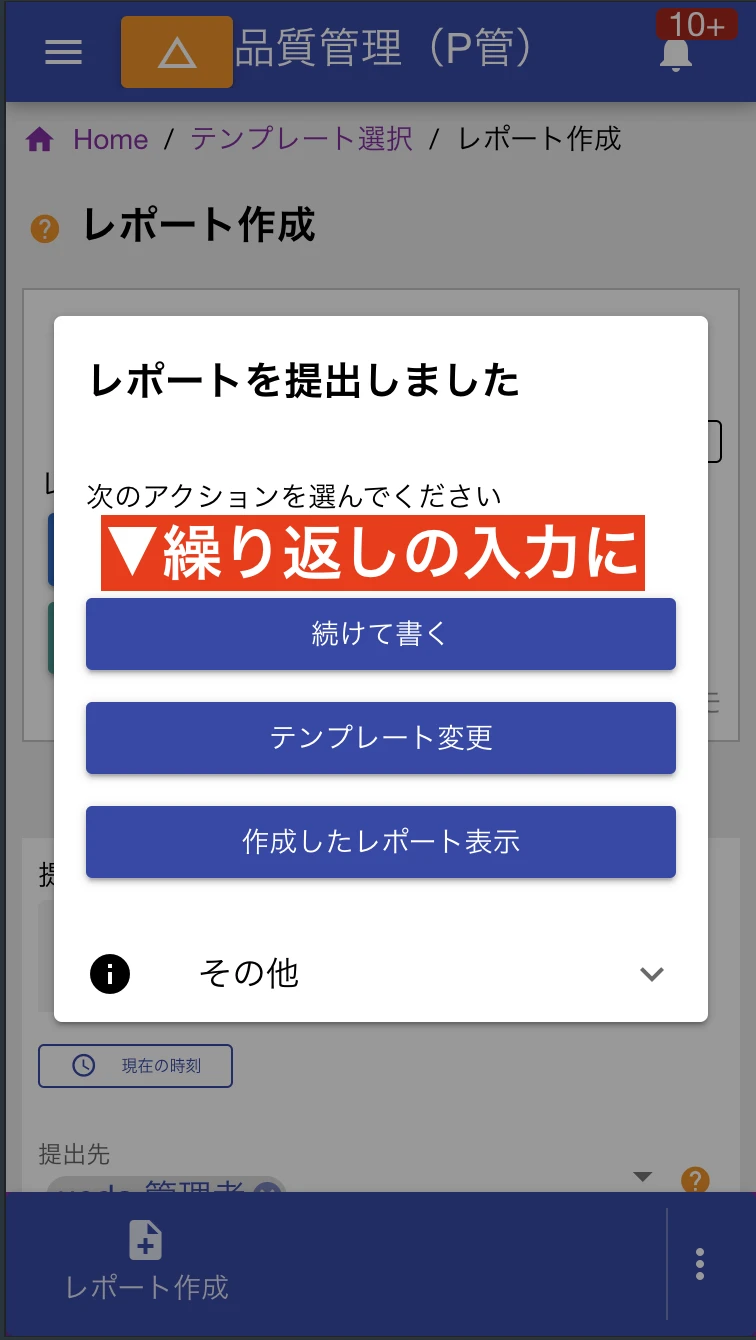 10+
品質管理（P管）
Home / テンプレート選択 / レポート作成
レポート作成
レポートを提出しました
次のアクションを選んでください
▼繰り返しの入力に
続けて書く
テンプレート変更
作成したレポート表示
その他
現在の時刻
提出先
管理者
レポート作成